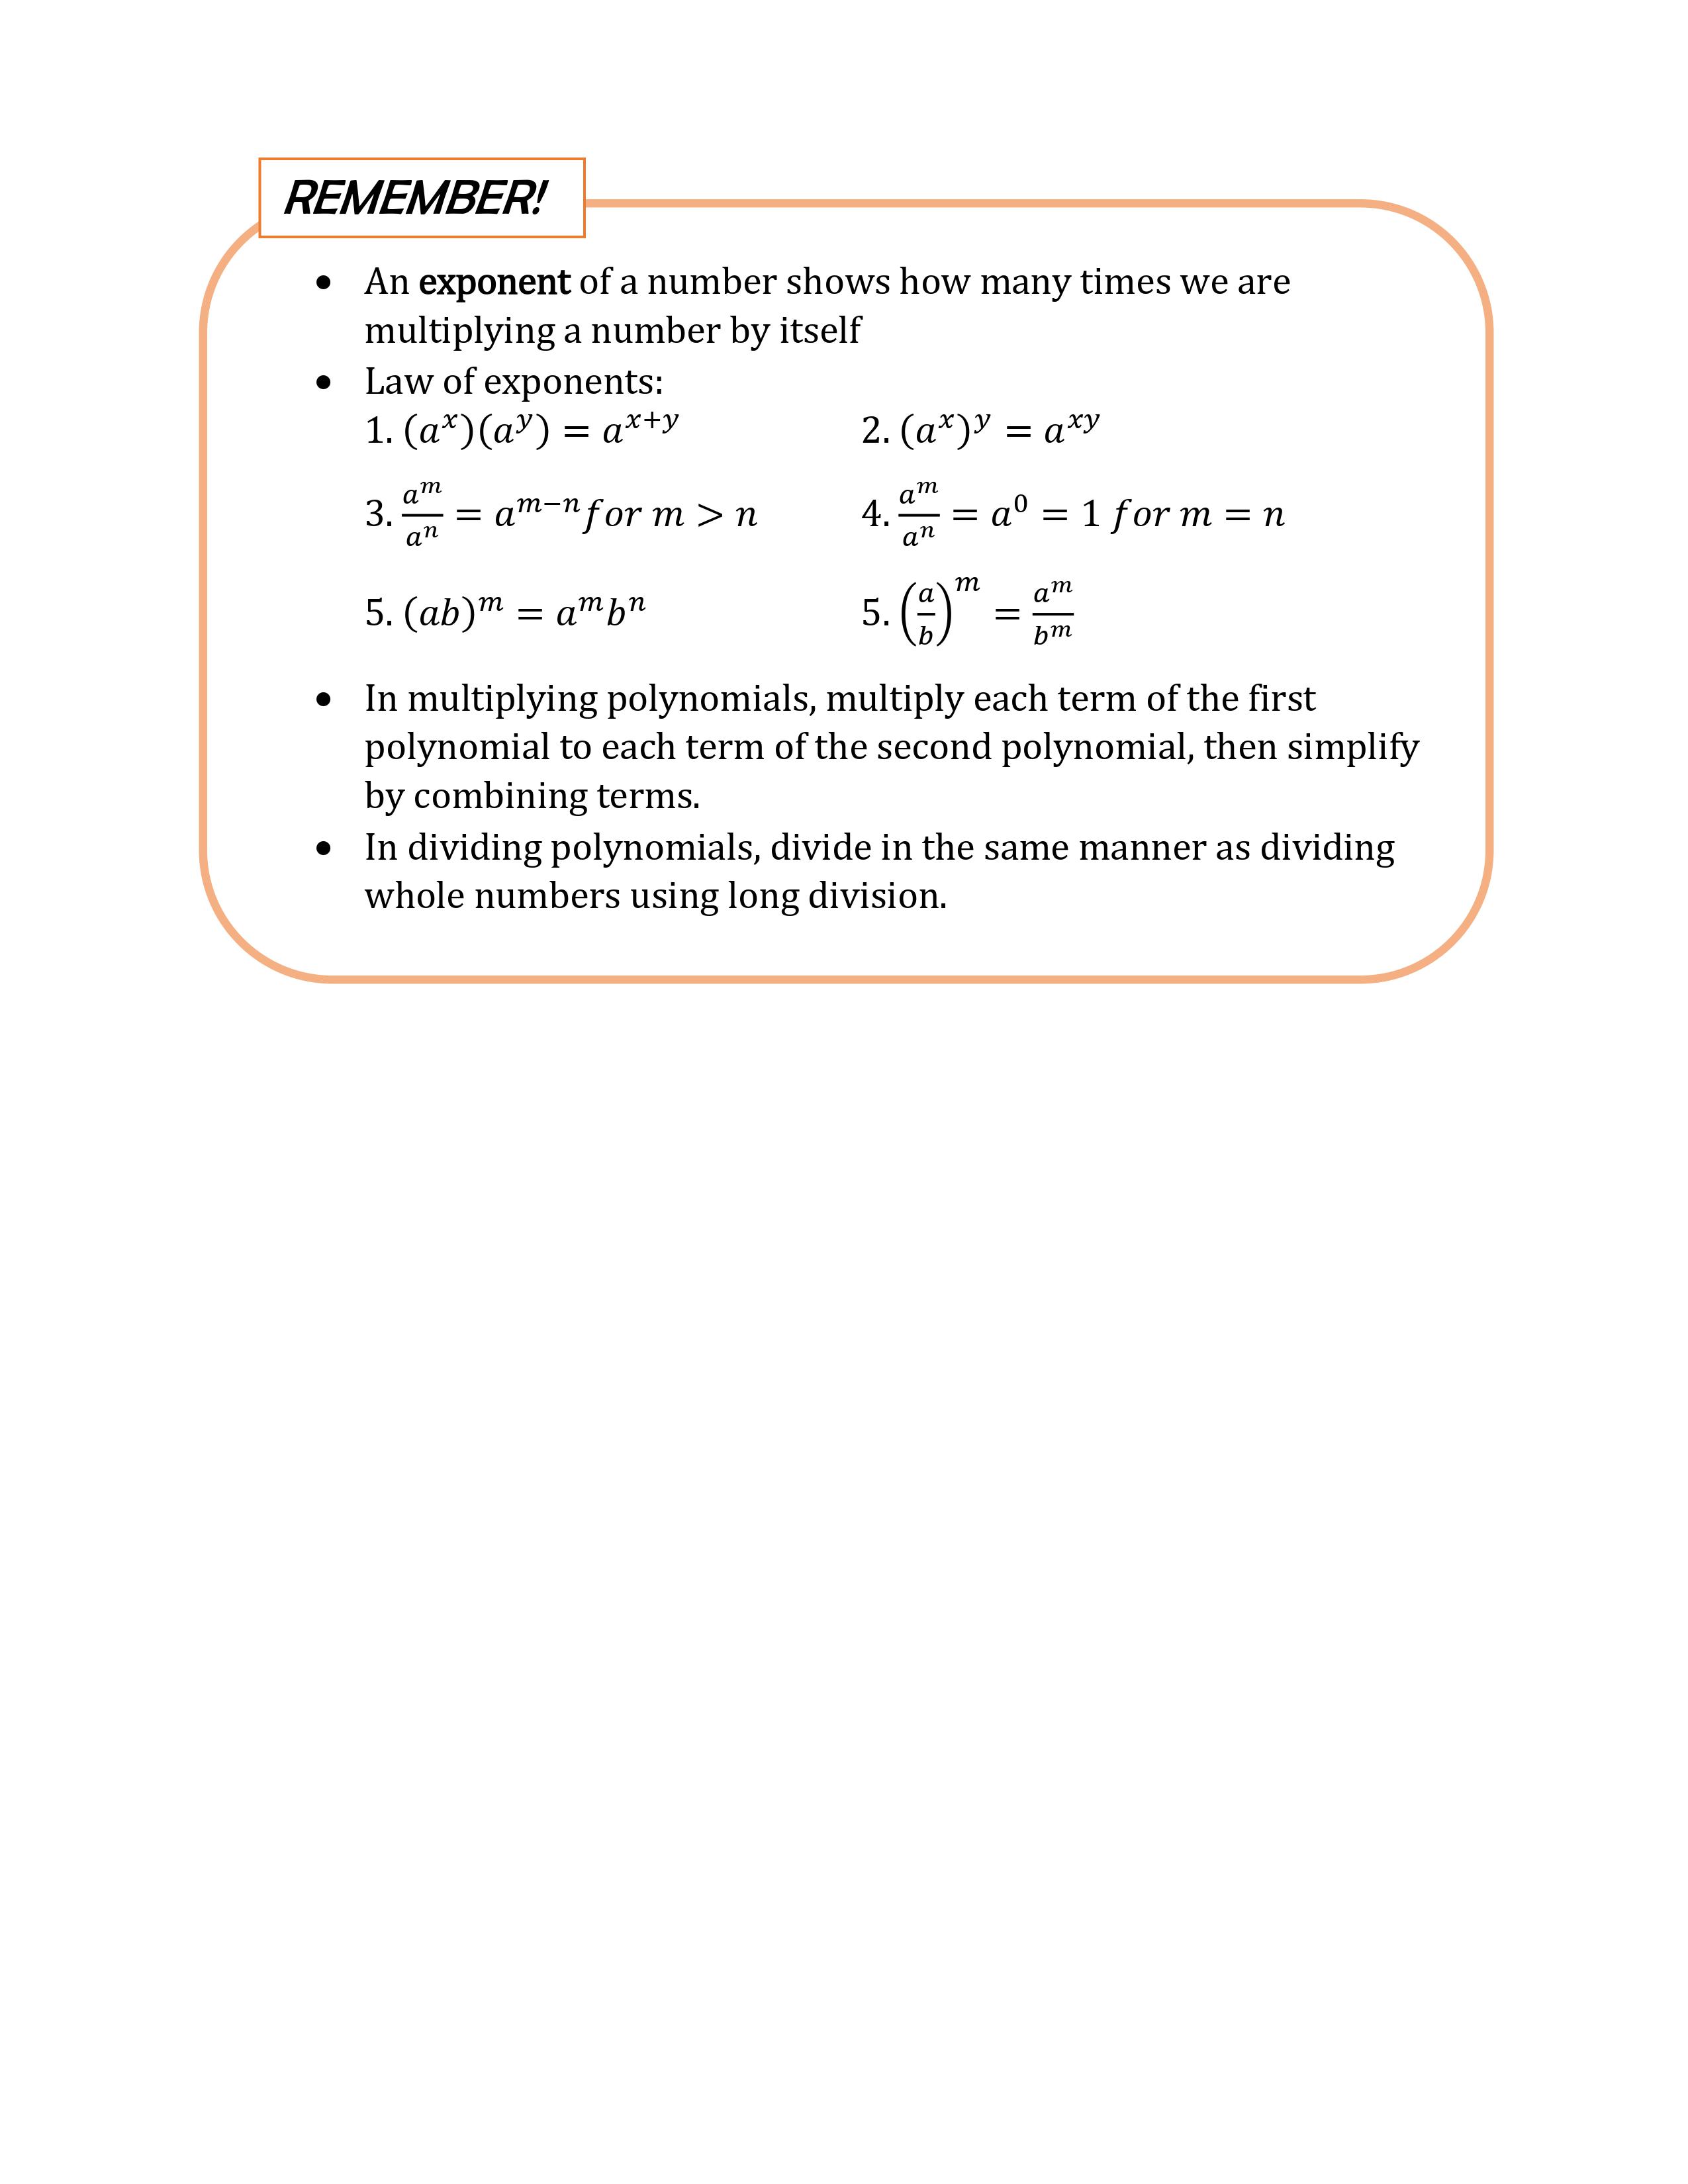 REMEMBER!
• An exponent of a number shows how many times we are
multiplying a number by itself
• Law of exponents:
1. (a^x)(a^y) = a^{x+y} 2. (a^x)^y = a^{xy}
3. \frac{a^m}{a^n} = a^{m-n} for m > n 4. \frac{a^m}{a^n} = a^0 = 1 for m = n
5. (ab)^m = a^m b^n 5. \left(\frac{a}{b}\right)^m = \frac{a^m}{b^m}
• In multiplying polynomials, multiply each term of the first
polynomial to each term of the second polynomial, then simplify
by combining terms.
• In dividing polynomials, divide in the same manner as dividing
whole numbers using long division.